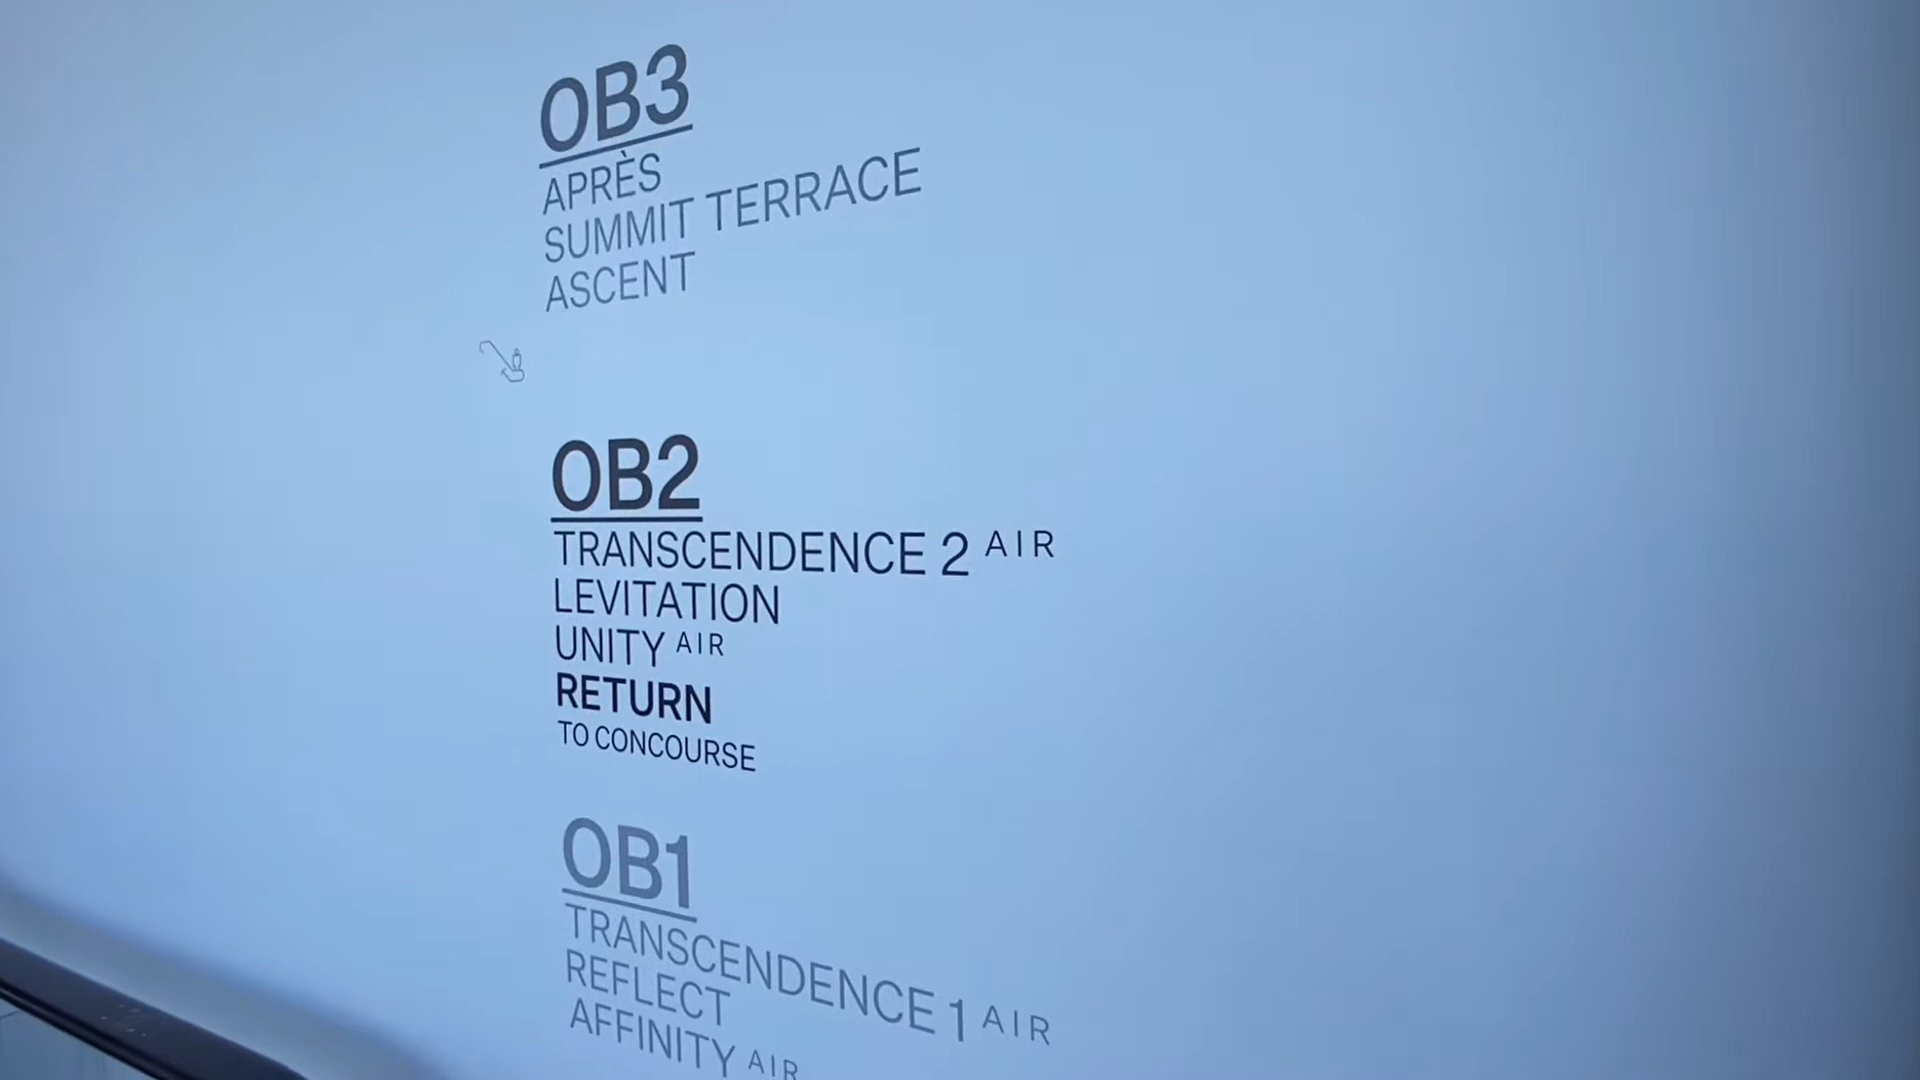 OB3
APRÈS
SUMMIT TERRACE
ASCENT
OB2
TRANSCENDENCE 2 AIR
LEVITATION
UNITY AIR
RETURN
TO CONCOURSE
OB1
TRANSCENDENCE 1 AIR
REFLECT
AFFINITY AIR